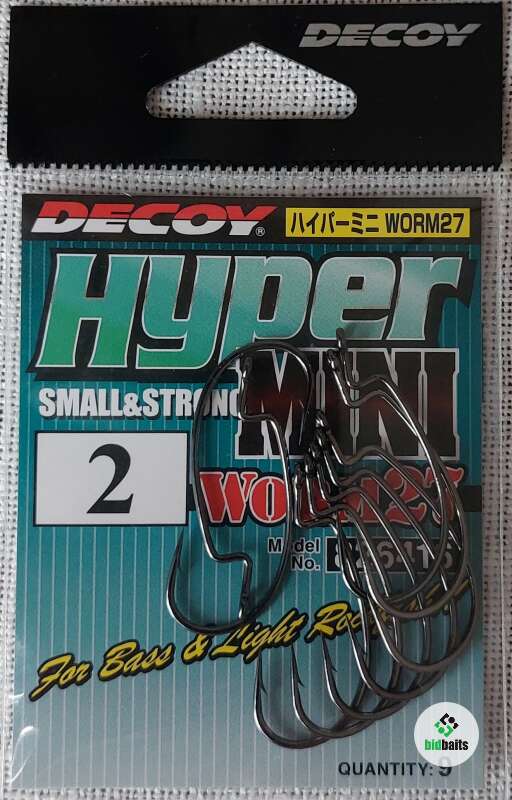 DECOY
DECOY®
ハイパーミニ WORM27
Hyper
SMALL&STRONG
MINI
2
WORM27
Model
No.
For Bass & Light
bidbaits
QUANTITY: 9